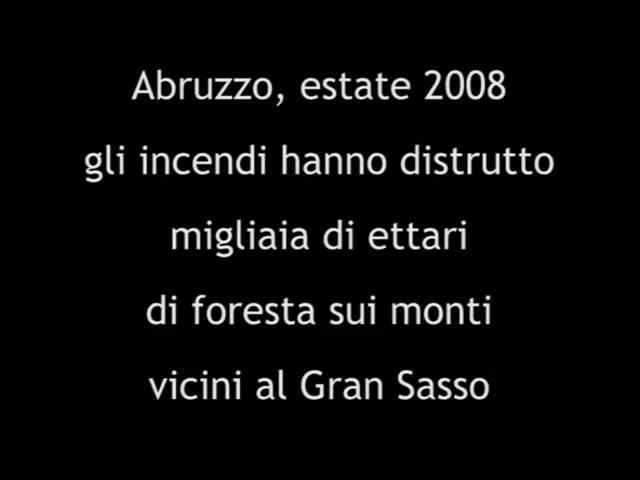 Abruzzo, estate 2008
gli incendi hanno distrutto
migliaia di ettari
di foresta sui monti
vicini al Gran Sasso